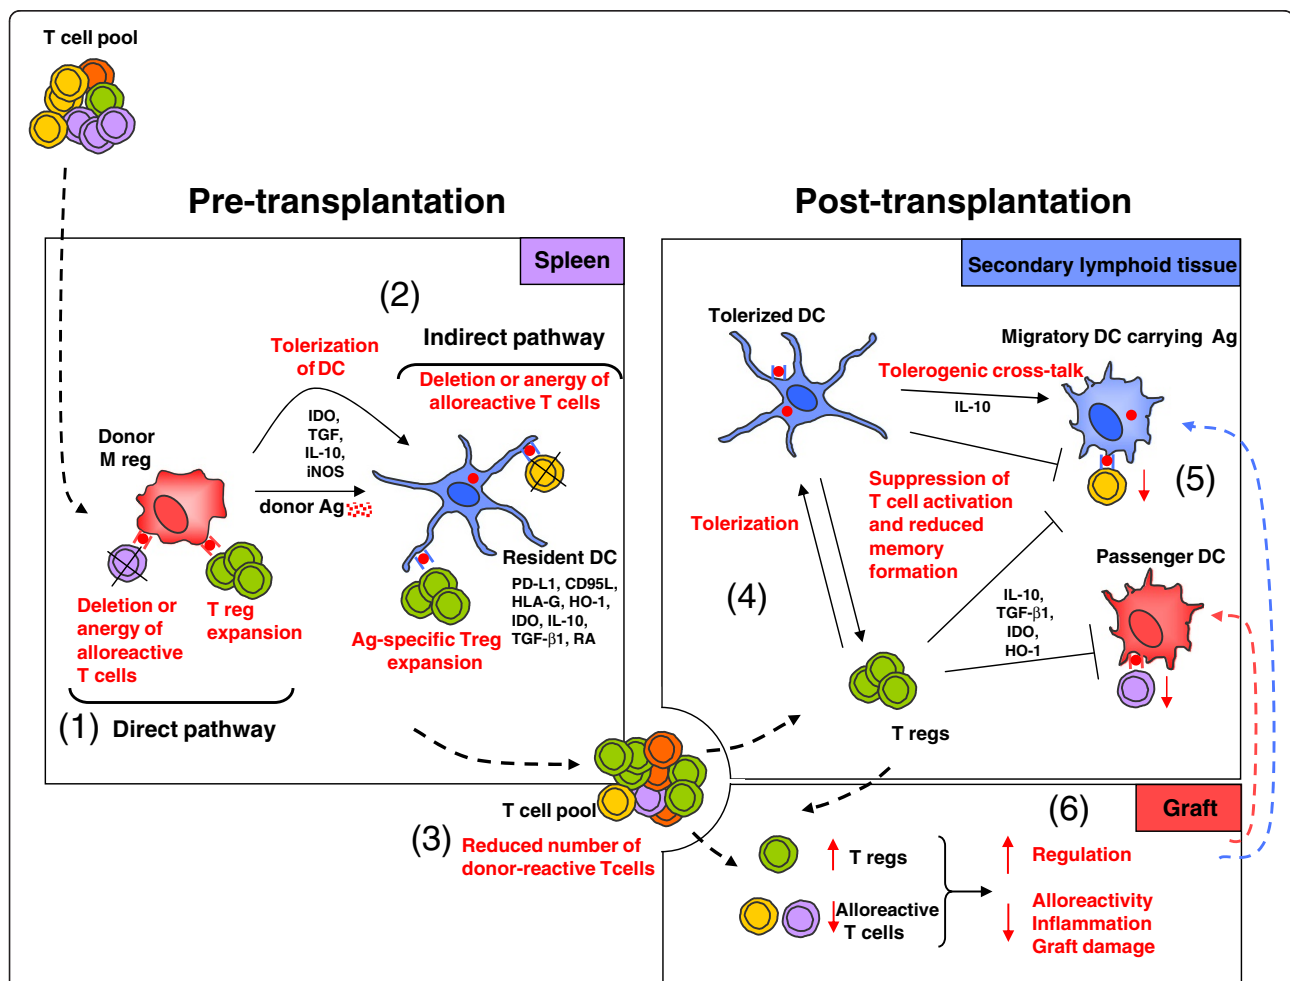 T cell pool
Pre-transplantation
Post-transplantation
Spleen
(2)
Indirect pathway
Tolerization
of DC
Deletion or anergy of
alloreactive T cells
IDO,
TGF,
IL-10,
iNOS
Donor
M reg
donor Ag
Resident DC
PD-L1, CD95L,
HLA-G, HO-1,
IDO, IL-10,
TGF-β1, RA
Deletion or
anergy of
alloreactive
T cells
T reg
expansion
Ag-specific Treg
expansion
(1)
Direct pathway
T cell pool
(3)
Reduced number of
donor-reactive Tcells
Secondary lymphoid tissue
Tolerized DC
Migratory DC carrying Ag
Tolerogenic cross-talk
IL-10
(5)
Suppression of
T cell activation
and reduced
memory
formation
Tolerization
(4)
Passenger DC
IL-10,
TGF-β1,
IDO,
HO-1
T regs
Graft
(6)
T regs
Alloreactive
T cells
Regulation
Alloreactivity
Inflammation
Graft damage